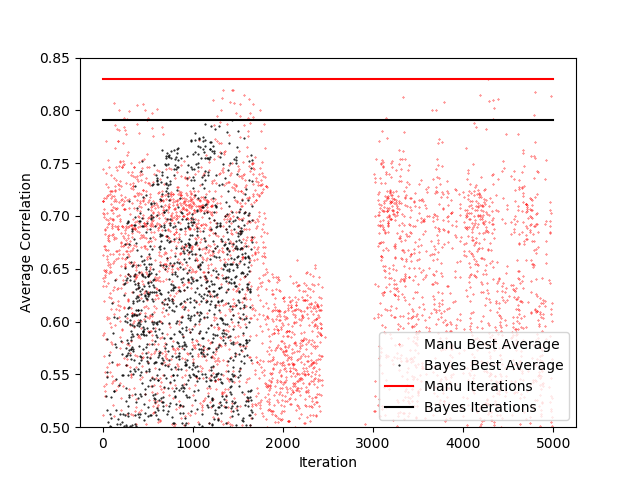 0.85
0.80
0.75
0.70
0.65
0.60
0.55
0.50
Average Correlation
Manu Best Average
Bayes Best Average
Manu Iterations
Bayes Iterations
0
1000
2000
3000
4000
5000
Iteration